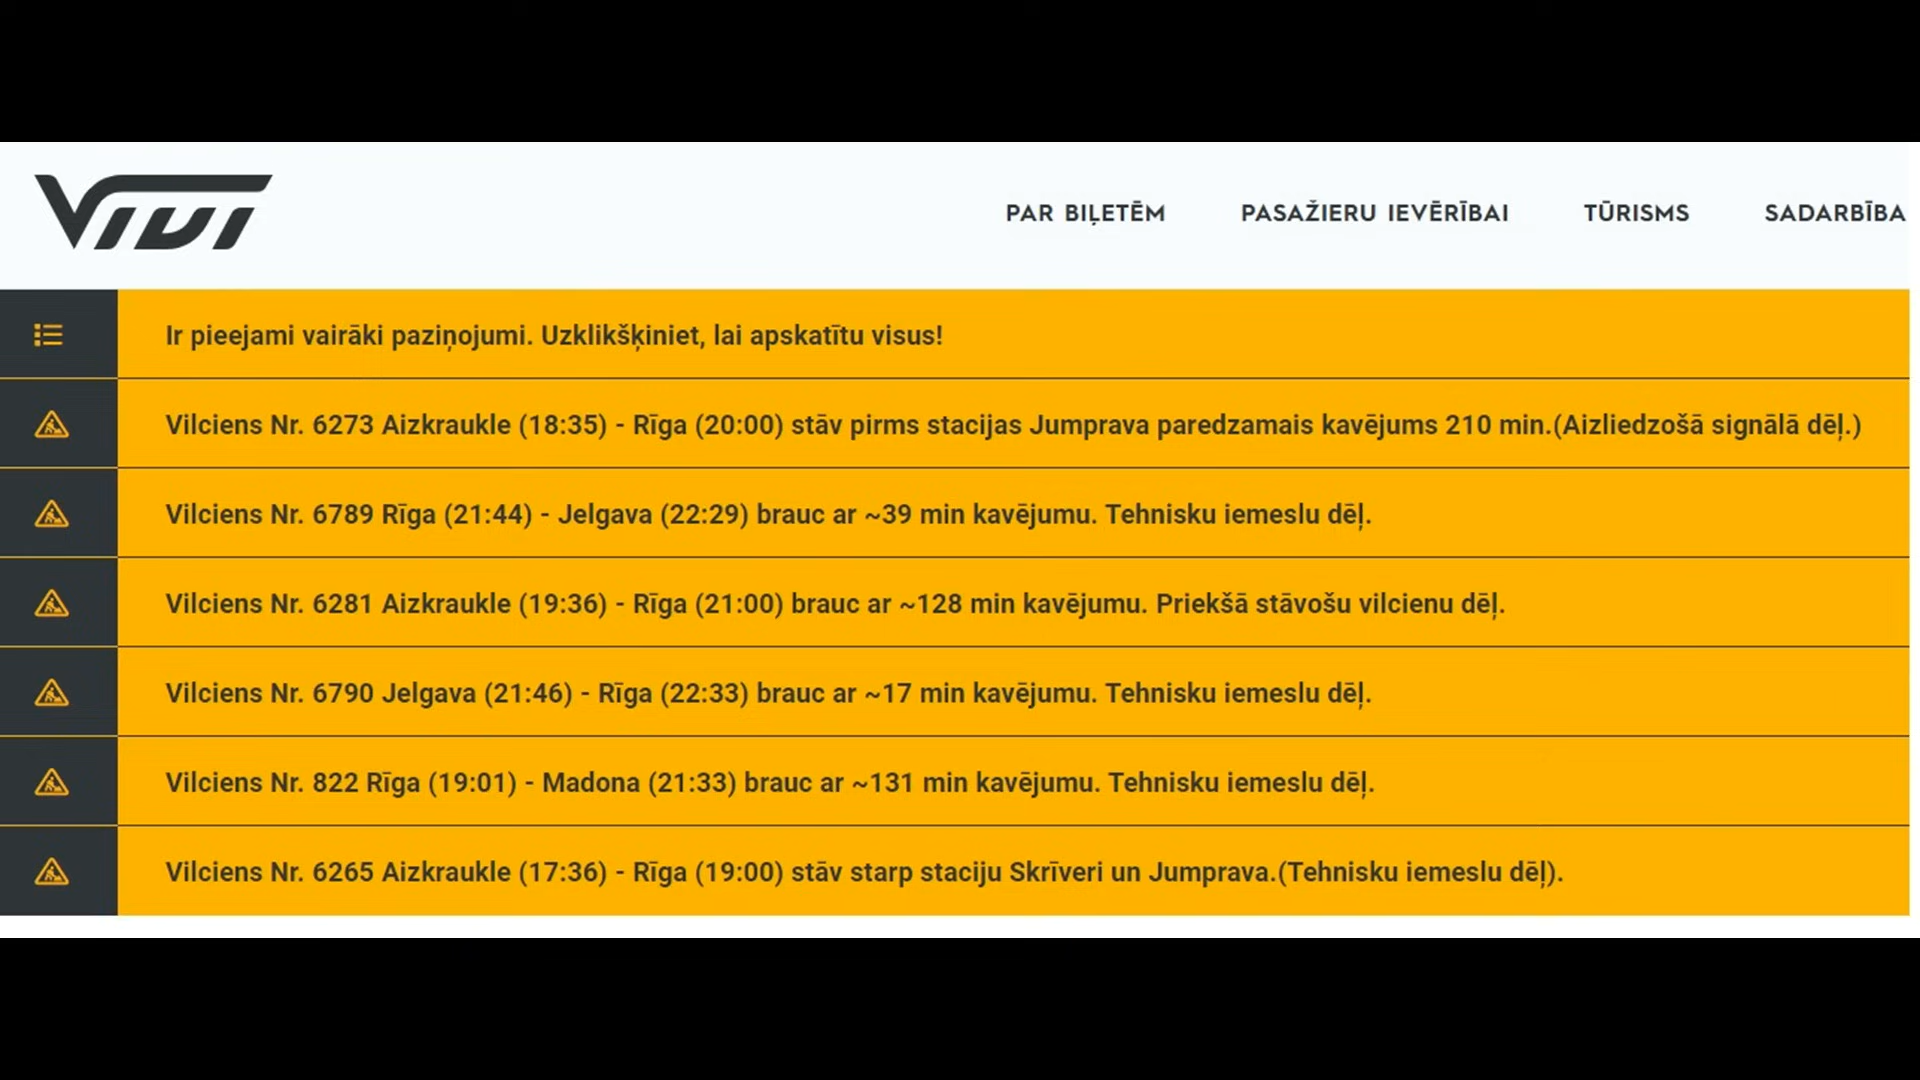 VIVI
PAR BIĻETĒM
PASAŽIERU IEVĒRĪBAI
TŪRISMS
SADARBĪBA
Ir pieejami vairāki paziņojumi. Uzklikšķiniet, lai apskatītu visus!
Vilciens Nr. 6273 Aizkraukle (18:35) - Rīga (20:00) stāv pirms stacijas Jumprava paredzamais kavējums 210 min.(Aizliedzošā signālā dēļ.)
Vilciens Nr. 6789 Rīga (21:44) - Jelgava (22:29) brauc ar ~39 min kavējumu. Tehnisku iemeslu dēļ.
Vilciens Nr. 6281 Aizkraukle (19:36) - Rīga (21:00) brauc ar ~128 min kavējumu. Priekšā stāvošu vilcienu dēļ.
Vilciens Nr. 6790 Jelgava (21:46) - Rīga (22:33) brauc ar ~17 min kavējumu. Tehnisku iemeslu dēļ.
Vilciens Nr. 822 Rīga (19:01) - Madona (21:33) brauc ar ~131 min kavējumu. Tehnisku iemeslu dēļ.
Vilciens Nr. 6265 Aizkraukle (17:36) - Rīga (19:00) stāv starp staciju Skrīveri un Jumprava.(Tehnisku iemeslu dēļ).